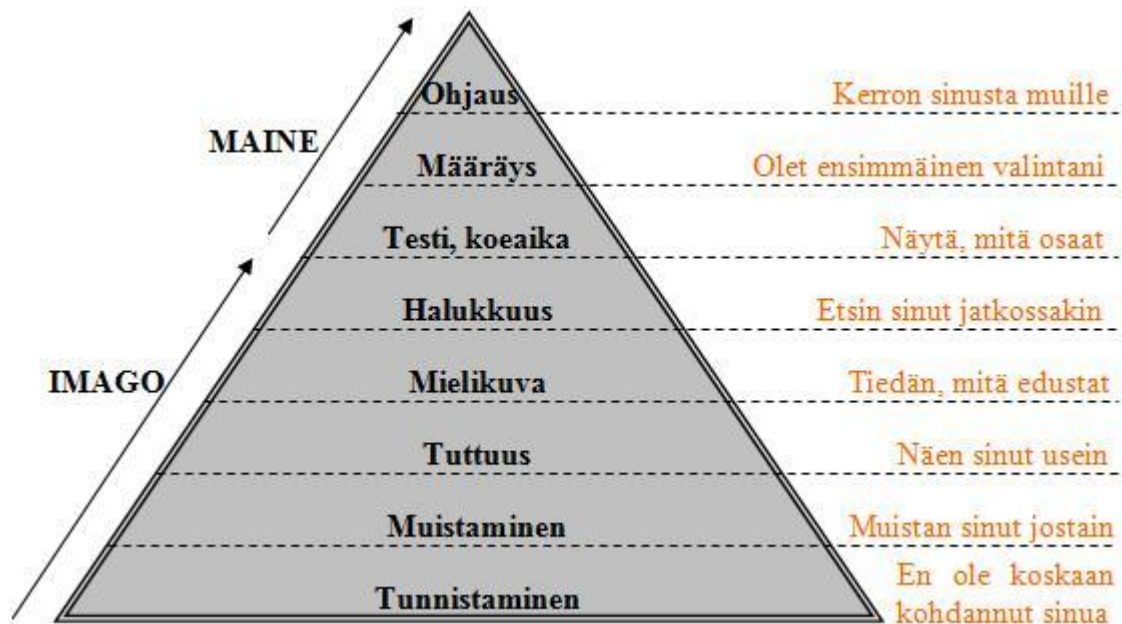 Ohjaus
Kerron sinusta muille
MAINE
Määräys
Olet ensimmäinen valintani
Testi, koeaika
Näytä, mitä osaat
Halukkuus
Etsin sinut jatkossakin
IMAGO
Mielikuva
Tiedän, mitä edustat
Tuttuus
Näen sinut usein
Muistaminen
Muistan sinut jostain
Tunnistaminen
En ole koskaan
kohdannut sinua